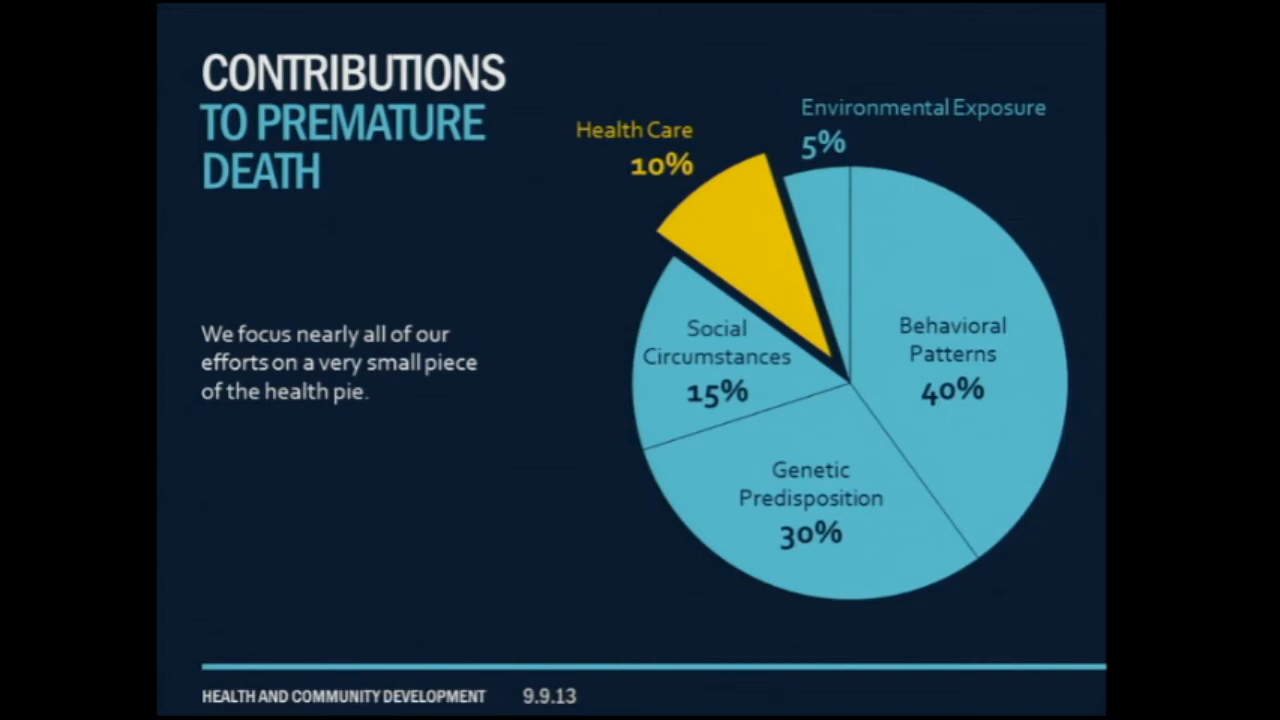 CONTRIBUTIONS
TO PREMATURE
DEATH
We focus nearly all of our
efforts on a very small piece
of the health pie.
Health Care
10%
Environmental Exposure
5%
Social
Circumstances
15%
Behavioral
Patterns
40%
Genetic
Predisposition
30%
HEALTH AND COMMUNITY DEVELOPMENT 9.9.13